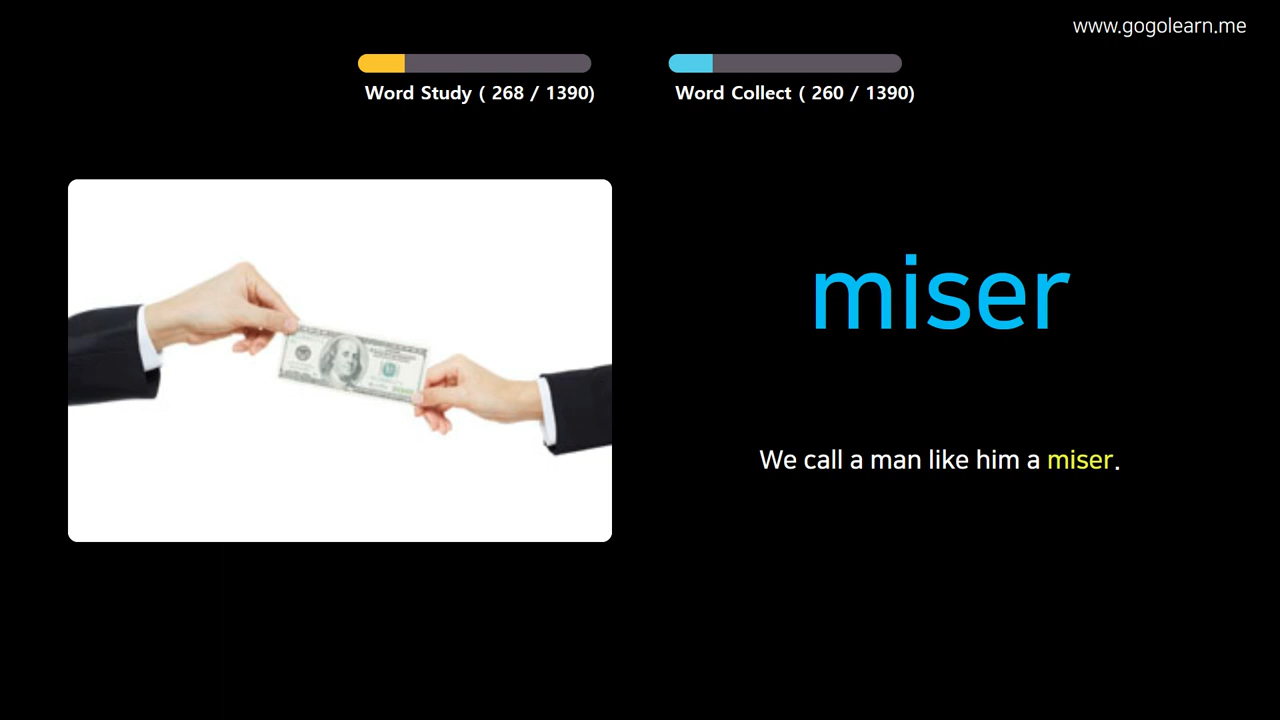 www.gogolearn.me
Word Study ( 268 / 1390)
Word Collect ( 260 / 1390)
miser
We call a man like him a miser.